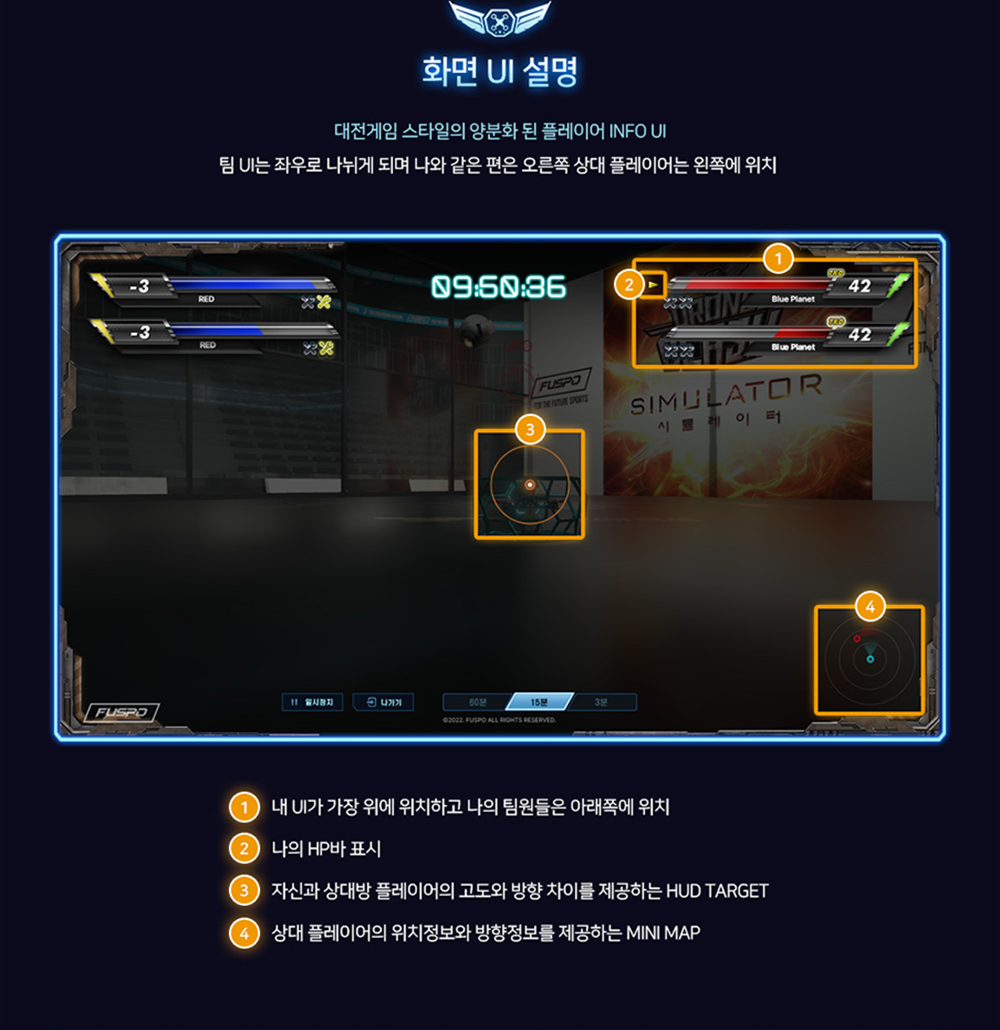 화면 UI 설명
대전게임 스타일의 양분화 된 플레이어 INFO UI
팀 UI는 좌우로 나뉘게 되며 나와 같은 편은 오른쪽 상대 플레이어는 왼쪽에 위치
1
-3
RED
-3
RED
09:60:36
2
42
Blue Planet
42
Blue Planet
1
FUSPO
FOR THE FUTURE SPORTS
SIMULATOR
시뮬레이터
3
4
FUSPO
일시정지
나가기
60분
15분
3분
©2022. FUSPO ALL RIGHTS RESERVED.
1 내 UI가 가장 위에 위치하고 나의 팀원들은 아래쪽에 위치
2 나의 HP바 표시
3 자신과 상대방 플레이어의 고도와 방향 차이를 제공하는 HUD TARGET
4 상대 플레이어의 위치정보와 방향정보를 제공하는 MINI MAP